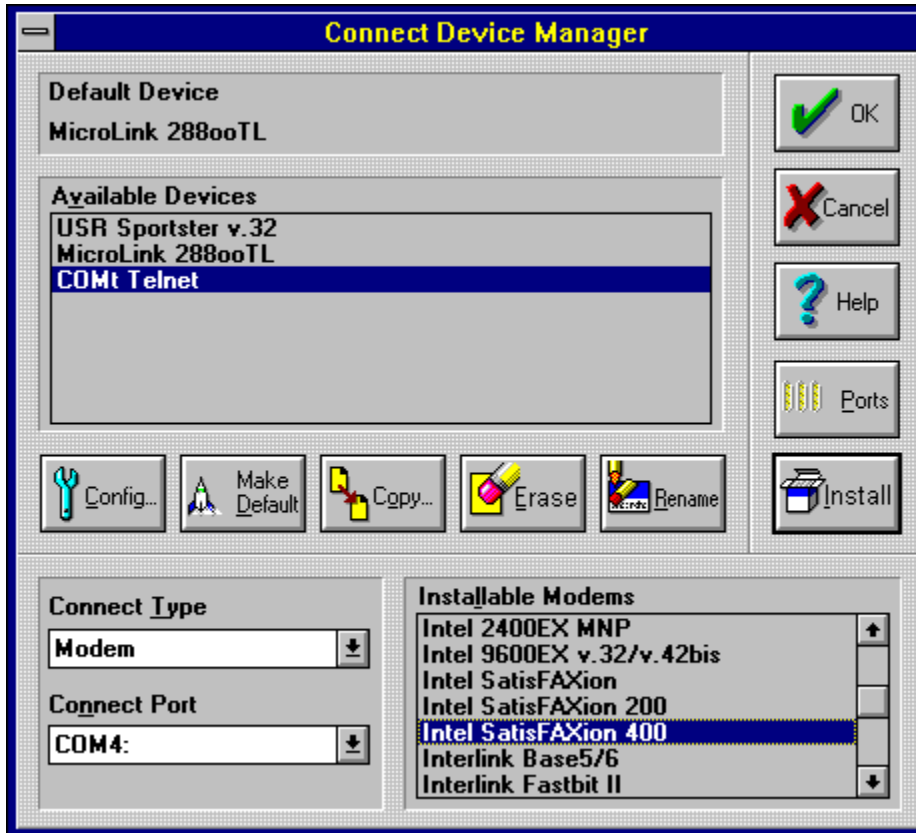 Connect Device Manager
Default Device
MicroLink 288ooTL
Available Devices
USR Sportster v.32
MicroLink 288ooTL
COMt Telnet
OK
Cancel
Help
Ports
Config...
Make
Default
Copy...
Erase
Rename
Install
Connect Type
Modem
Connect Port
COM4:
Installable Modems
Intel 2400EX MNP
Intel 9600EX v.32/v.42bis
Intel SatisFAXion
Intel SatisFAXion 200
Intel SatisFAXion 400
Interlink Base5/6
Interlink Fastbit II